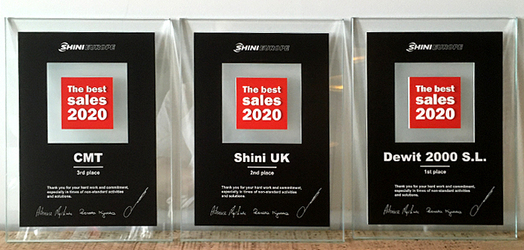 SHINI EUROPE
The best
sales
2020
CMT
3rd place
Thank you for your hard work and commitment,
especially in times of non-standard activities
and solutions.
SHINI EUROPE
The best
sales
2020
Shini UK
2nd place
Thank you for your hard work and commitment,
especially in times of non-standard activities
and solutions.
SHINI EUROPE
The best
sales
2020
Dewit 2000 S.L.
1st place
Thank you for your hard work and commitment,
especially in times of non-standard activities
and solutions.